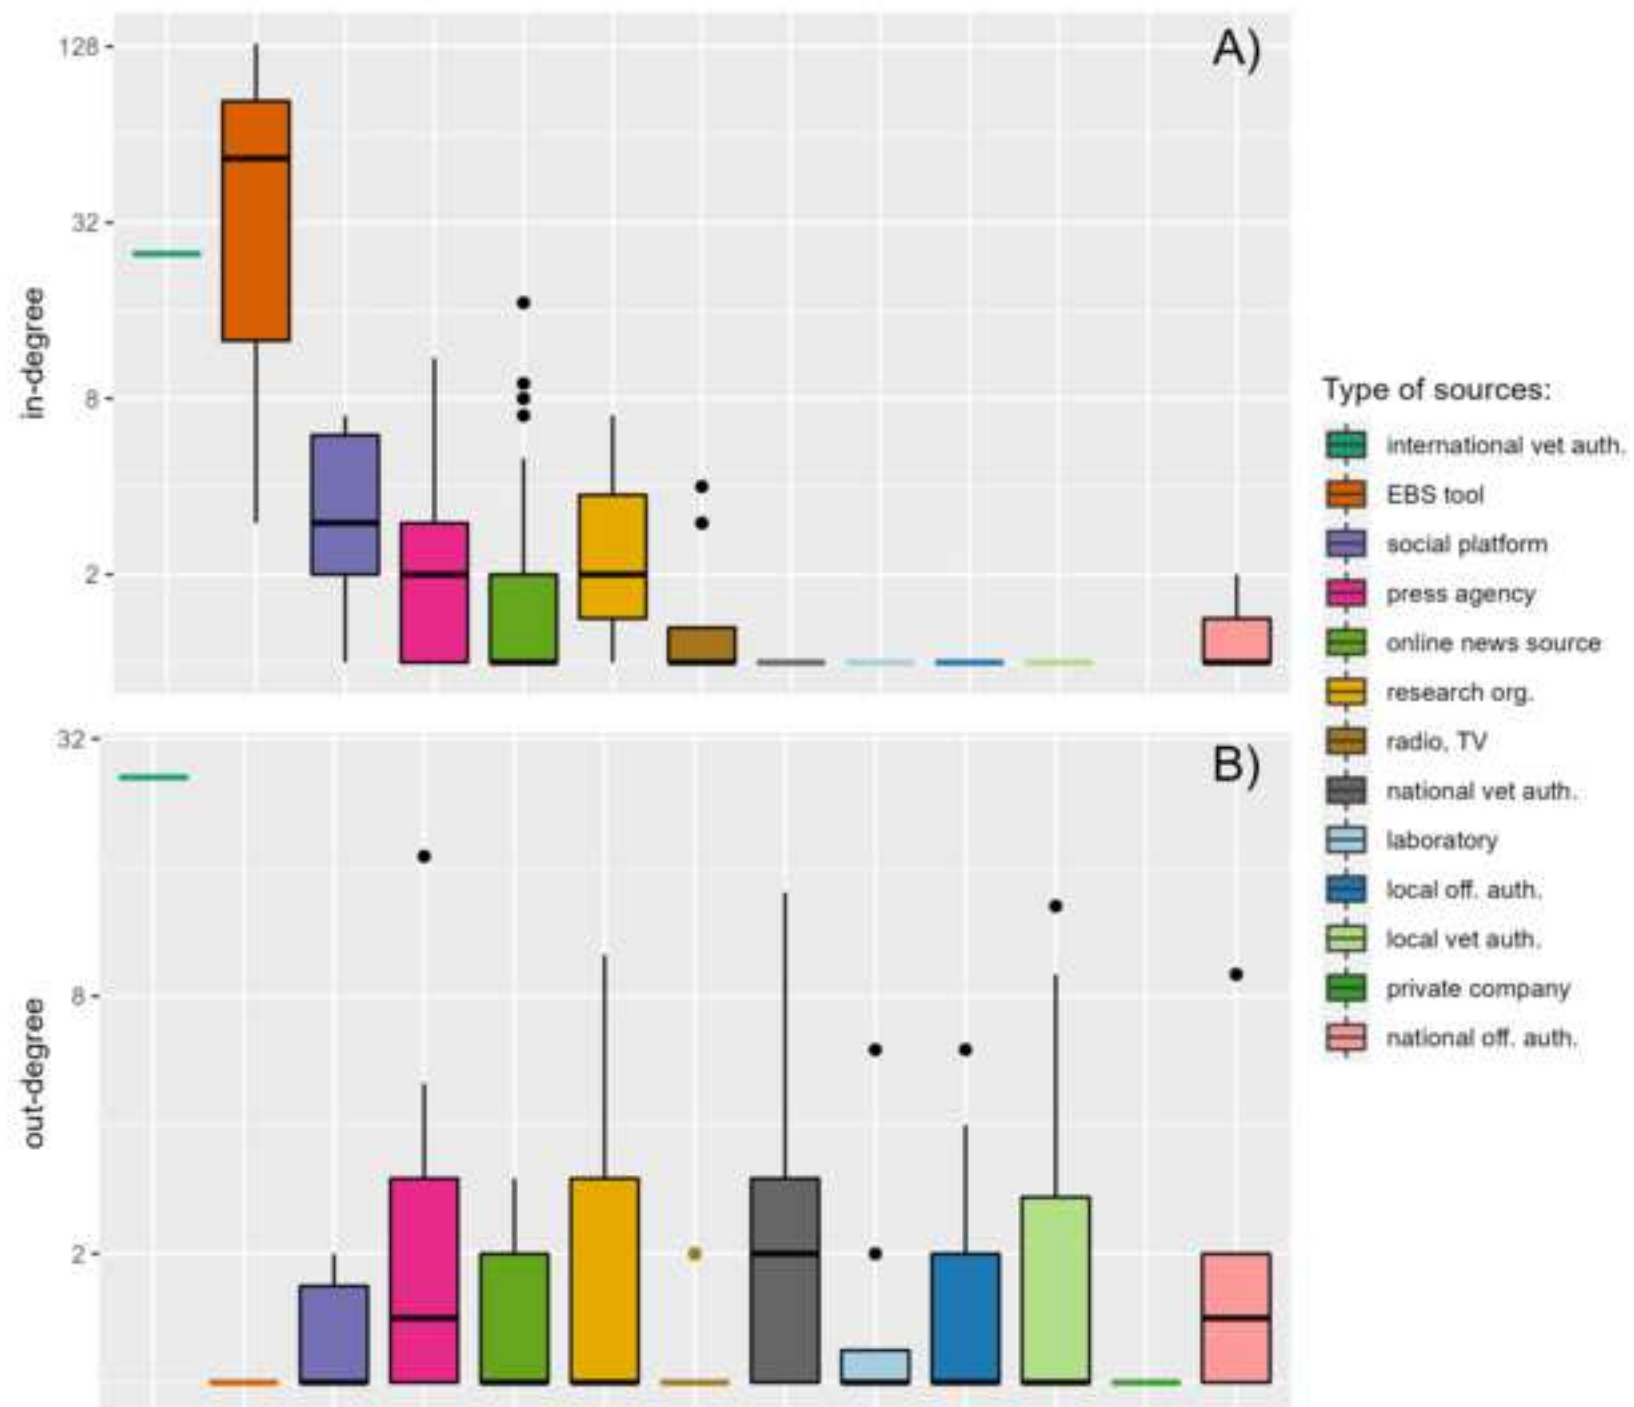 A)
128
32
8
2
in-degree
B)
32
8
2
out-degree
Type of sources:
international vet auth.
EBS tool
social platform
press agency
online news source
research org.
radio, TV
national vet auth.
laboratory
local off. auth.
local vet auth.
private company
national off. auth.